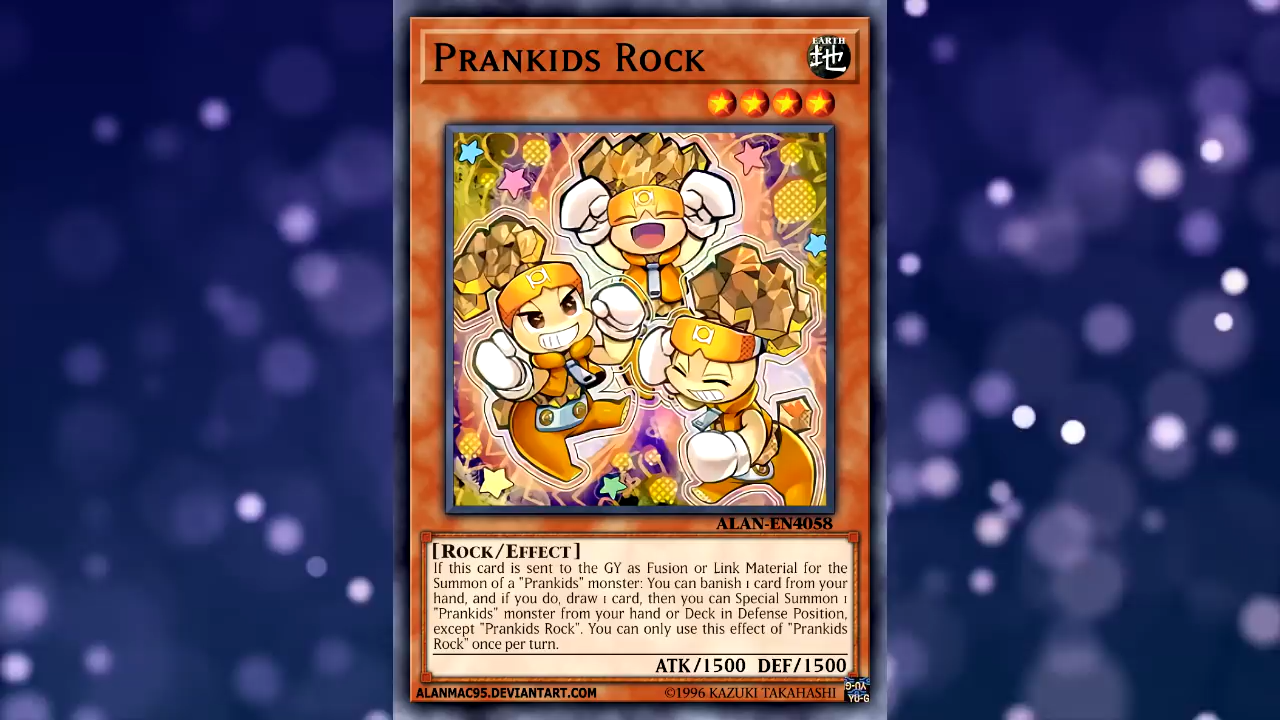 Prankids Rock
EARTH
地
ALAN-EN4058
[Rock/Effect]
If this card is sent to the GY as Fusion or Link Material for the
Summon of a "Prankids" monster: You can banish 1 card from your
hand, and if you do, draw 1 card, then you can Special Summon 1
"Prankids" monster from your hand or Deck in Defense Position,
except "Prankids Rock". You can only use this effect of "Prankids
Rock" once per turn.
ATK/1500 DEF/1500
ALANMAC95.DEVIANTART.COM
©1996 KAZUKI TAKAHASHI